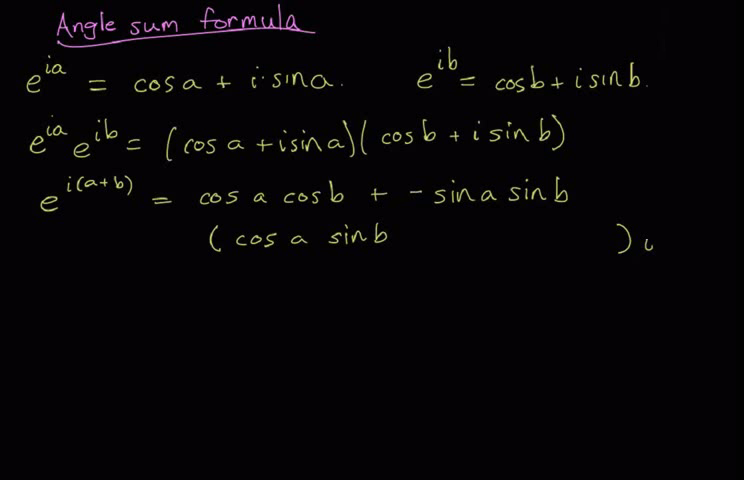 Angle sum formula
e^{ia} = cos a + i·sin a.    e^{ib} = cos b + i sin b.
e^{ia} e^{ib} = (cos a + i sin a)(cos b + i sin b)
e^{i(a+b)} = cos a cos b + - sin a sin b
( cos a sin b ) i